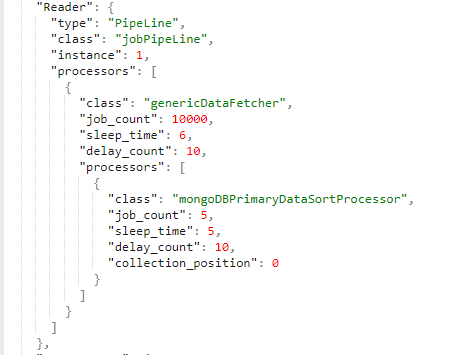 "Reader": {
"type": "PipeLine",
"class": "jobPipeLine",
"instance": 1,
"processors": [
{
"class": "genericDataFetcher",
"job_count": 10000,
"sleep_time": 6,
"delay_count": 10,
"processors": [
{
"class": "mongoDBPrimaryDataSortProcessor",
"job_count": 5,
"sleep_time": 5,
"delay_count": 10,
"collection_position": 0
}
]
}
]
},